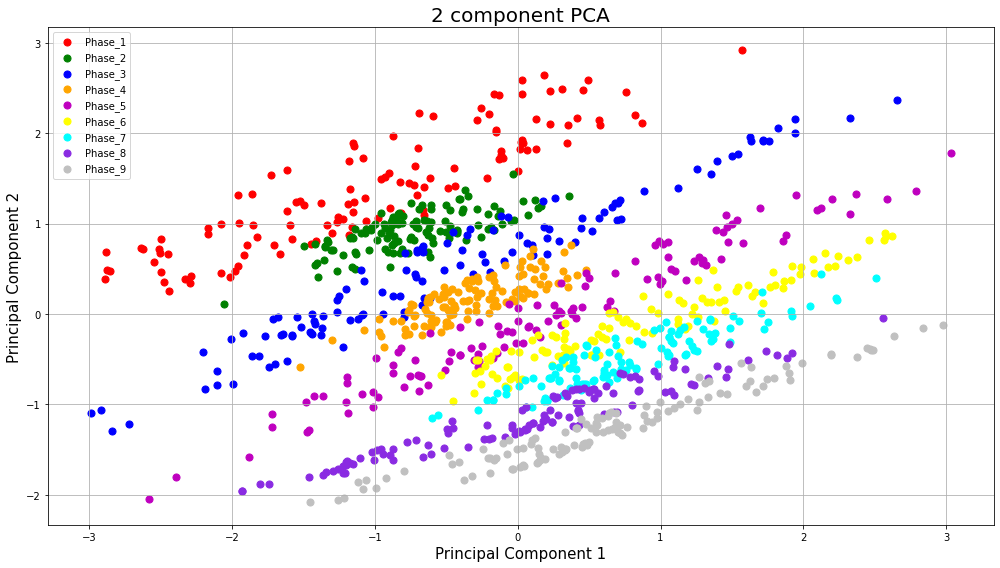 2 component PCA
Phase_1
Phase_2
Phase_3
Phase_4
Phase_5
Phase_6
Phase_7
Phase_8
Phase_9
Principal Component 2
3
2
1
0
−1
−2
−3
−2
−1
0
1
2
3
Principal Component 1